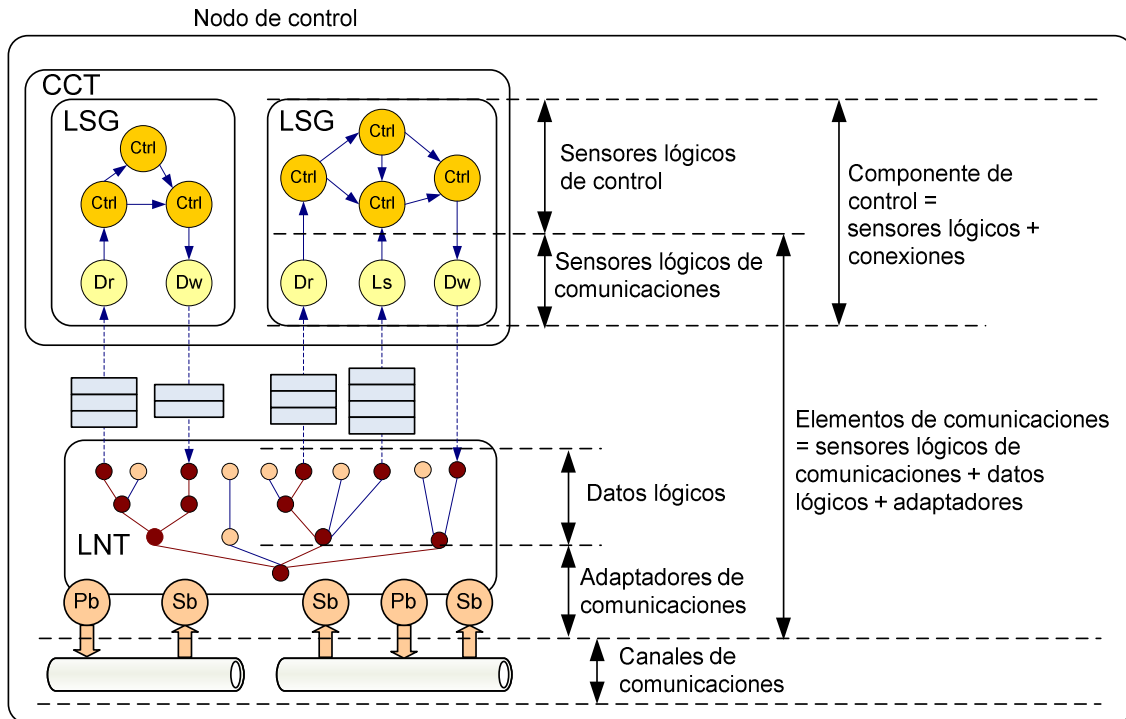 Nodo de control
CCT
LSG
LSG
Ctrl
Ctrl
Ctrl
Ctrl
Ctrl
Ctrl
Ctrl
Dr
Dw
Dr
Ls
Dw
Sensores lógicos
de control
Componente de
control =
sensores lógicos +
conexiones
Sensores lógicos de
comunicaciones
Elementos de comunicaciones
= sensores lógicos de
comunicaciones + datos
lógicos + adaptadores
Datos lógicos
LNT
Adaptadores de
comunicaciones
Pb
Sb
Sb
Pb
Sb
Canales de
comunicaciones